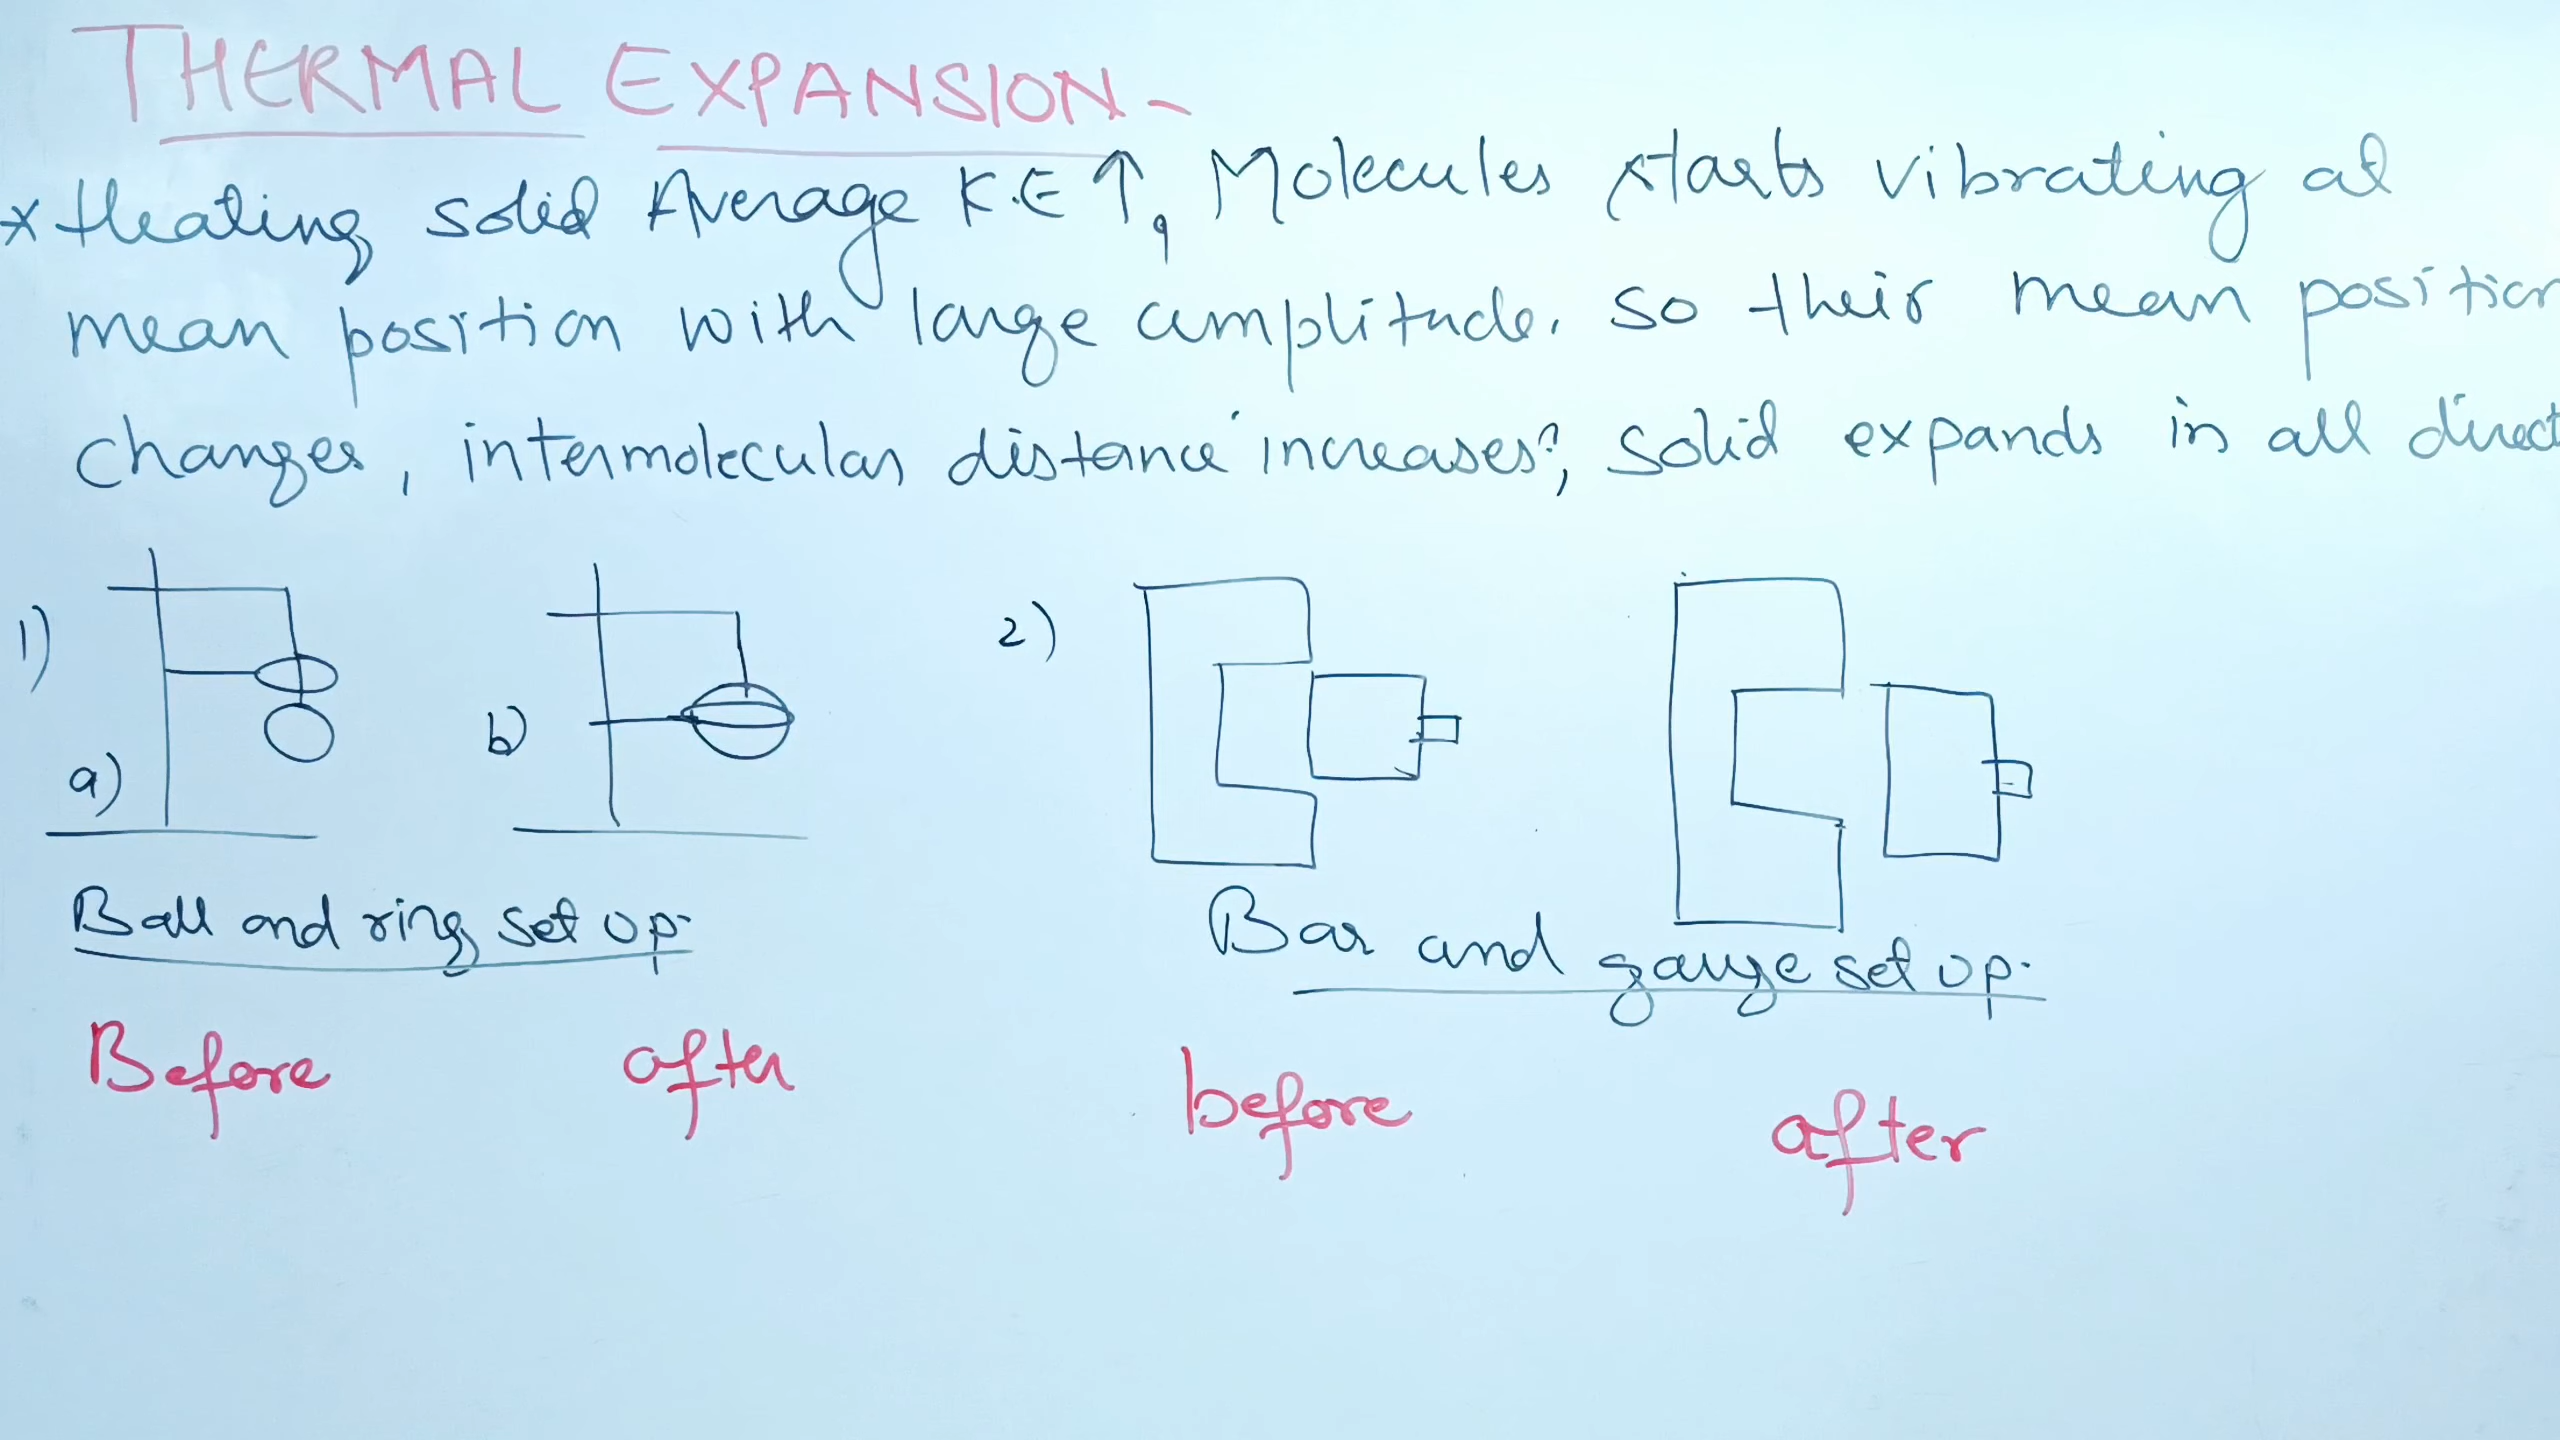 THERMAL EXPANSION -
* Heating solid Average K.E ↑, Molecules starts vibrating at
mean position with large amplitude. so their mean position
changes, intermolecular distance increases, solid expands in all direct
1)
a)
b)
2)
Ball and ring set up.
Bar and gauge set up.
Before after
before after